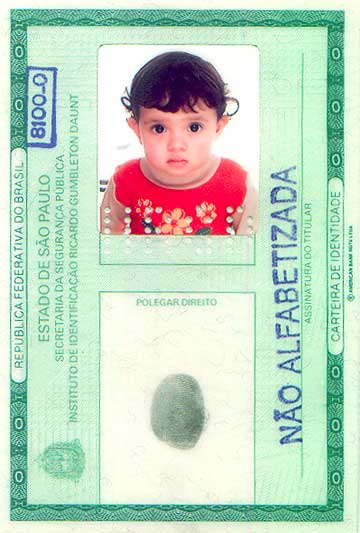 REPÚBLICA FEDERATIVA DO BRASIL
8100-0
ESTADO DE SÃO PAULO
SECRETARIA DA SEGURANÇA PÚBLICA
INSTITUTO DE IDENTIFICAÇÃO RICARDO GUMBLETON DAUNT
POLEGAR DIREITO
NÃO ALFABETIZADA
ASSINATURA DO TITULAR
CARTEIRA DE IDENTIDADE